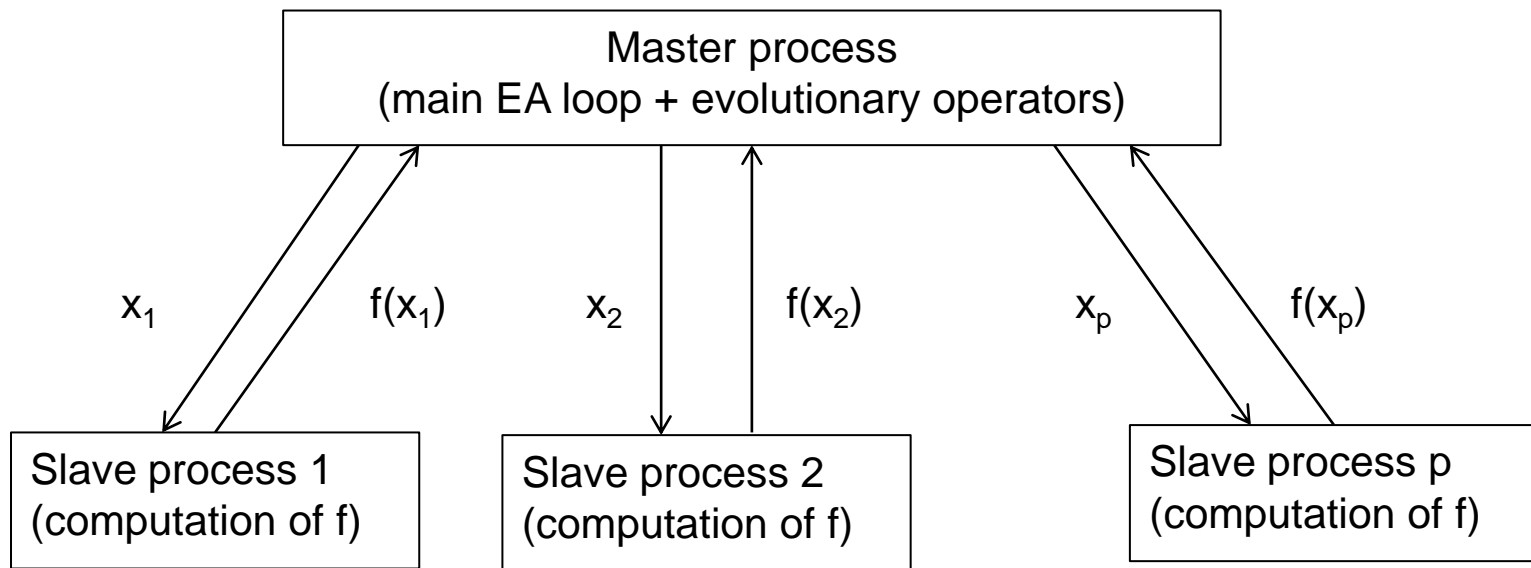 Master process
(main EA loop + evolutionary operators)
x₁
f(x₁)
x₂
f(x₂)
xₚ
f(xₚ)
Slave process 1
(computation of f)
Slave process 2
(computation of f)
Slave process p
(computation of f)